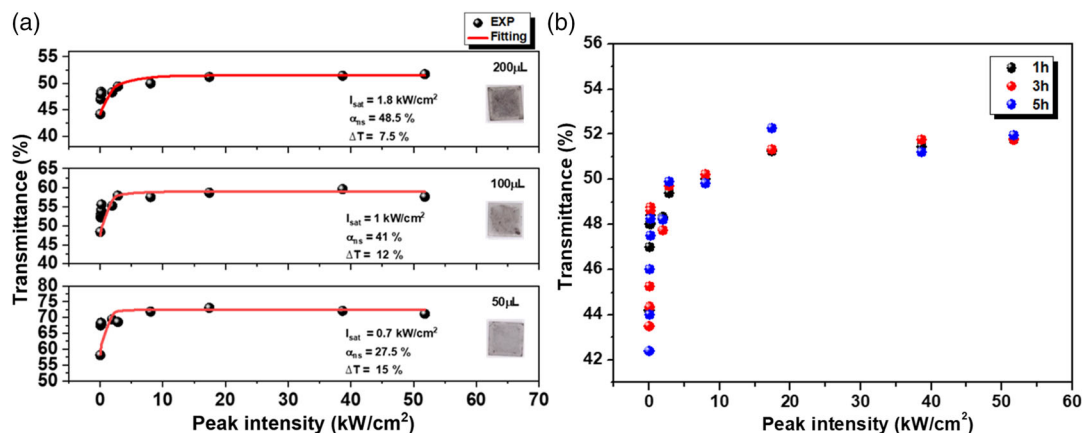 (a)
EXP
Fitting
200μL
I_sat = 1.8 kW/cm²
α_ns = 48.5 %
ΔT = 7.5 %
55
50
45
40
100μL
I_sat = 1 kW/cm²
α_ns = 41 %
ΔT = 12 %
65
60
55
50
45
40
50μL
I_sat = 0.7 kW/cm²
α_ns = 27.5 %
ΔT = 15 %
80
75
70
65
60
55
50
Transmittance (%)
0 10 20 30 40 50 60 70
Peak intensity (kW/cm²)
(b)
1h
3h
5h
56
54
52
50
48
46
44
42
Transmittance (%)
0 10 20 30 40 50 60
Peak intensity (kW/cm²)